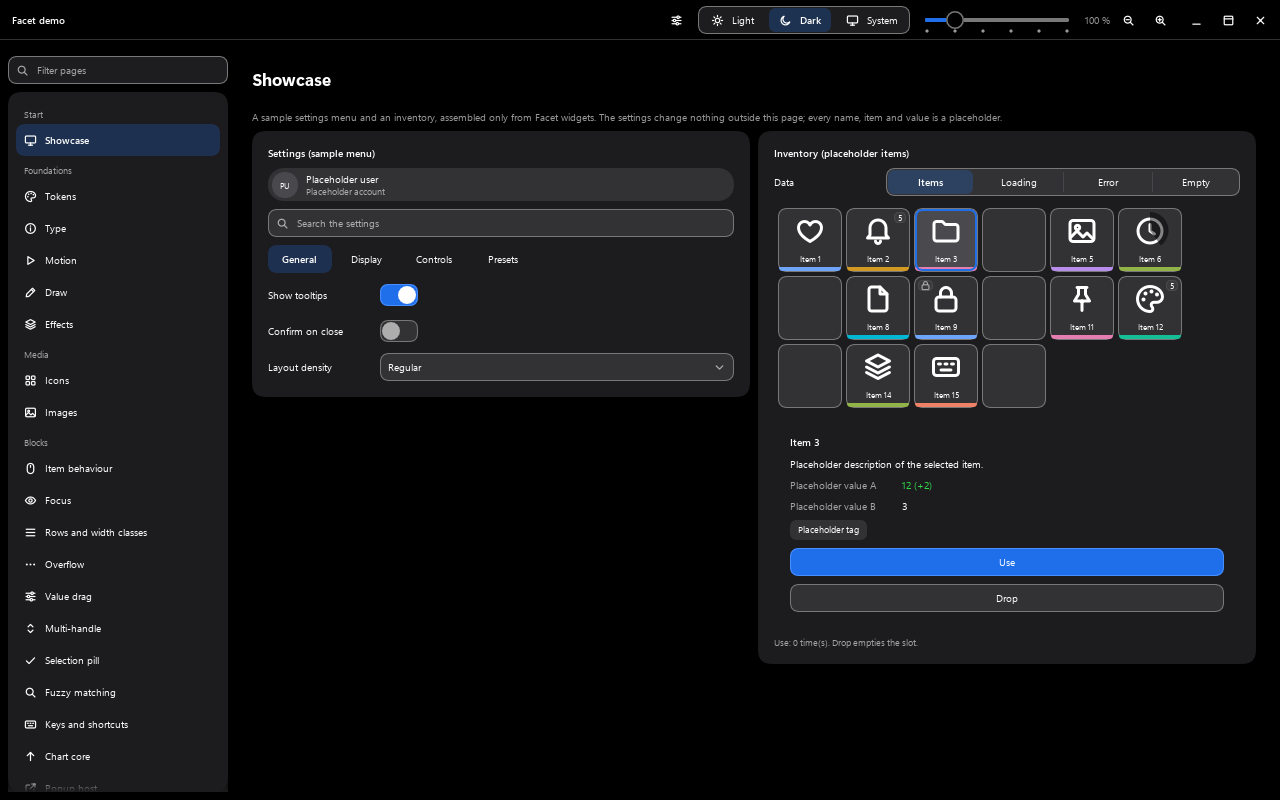 Facet demo
Light
Dark
System
100 %
Filter pages
Start
Showcase
Foundations
Tokens
Type
Motion
Draw
Effects
Media
Icons
Images
Blocks
Item behaviour
Focus
Rows and width classes
Overflow
Value drag
Multi-handle
Selection pill
Fuzzy matching
Keys and shortcuts
Chart core
Popup host
Showcase
A sample settings menu and an inventory, assembled only from Facet widgets. The settings change nothing outside this page; every name, item and value is a placeholder.
Settings (sample menu)
PU
Placeholder user
Placeholder account
Search the settings
General
Display
Controls
Presets
Show tooltips
Confirm on close
Layout density
Regular
Inventory (placeholder items)
Data
Items
Loading
Error
Empty
Item 1
5
Item 2
Item 3
Item 5
Item 6
Item 8
Item 9
Item 11
5
Item 12
Item 14
Item 15
Item 3
Placeholder description of the selected item.
Placeholder value A
12 (+2)
Placeholder value B
3
Placeholder tag
Use
Drop
Use: 0 time(s). Drop empties the slot.